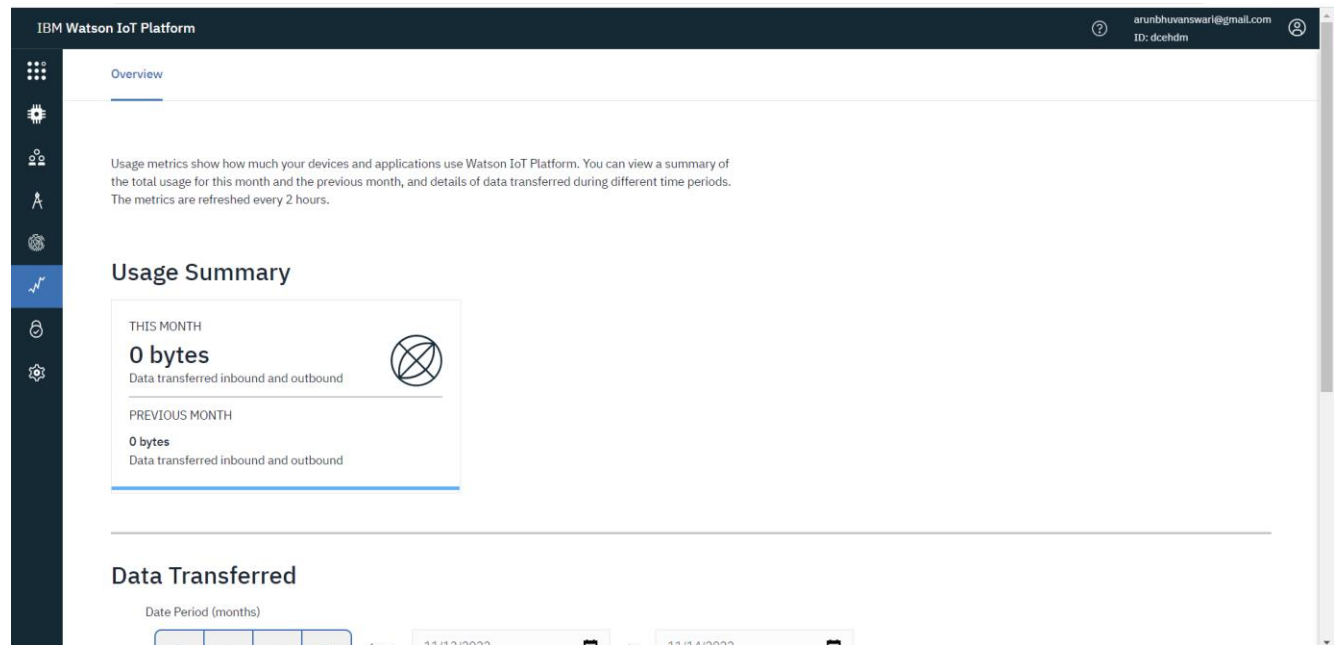 IBM Watson IoT Platform
arunbhuvanswari@gmail.com
ID: dcehdm
Overview
Usage metrics show how much your devices and applications use Watson IoT Platform. You can view a summary of
the total usage for this month and the previous month, and details of data transferred during different time periods.
The metrics are refreshed every 2 hours.
Usage Summary
THIS MONTH
0 bytes
Data transferred inbound and outbound
PREVIOUS MONTH
0 bytes
Data transferred inbound and outbound
Data Transferred
Date Period (months)